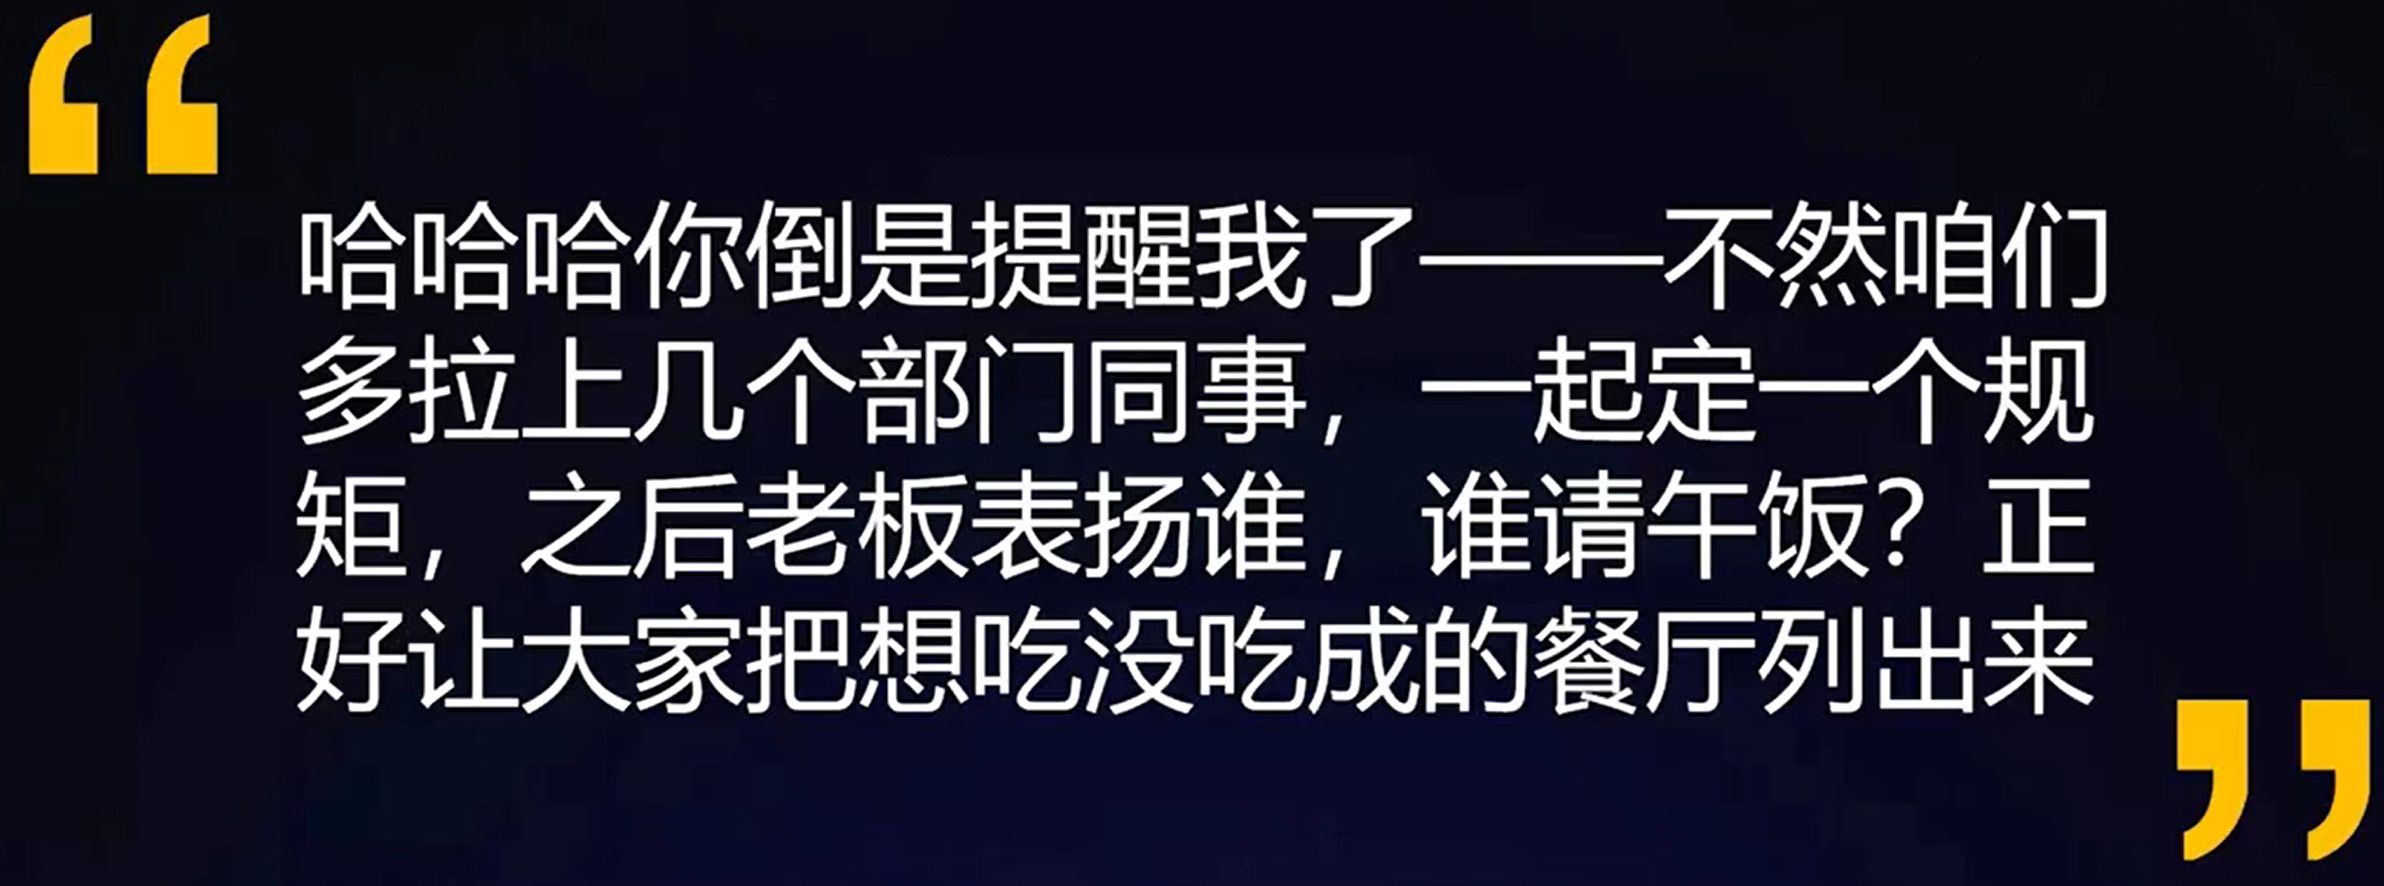 “
哈哈哈你倒是提醒我了——不然咱们
多拉上几个部门同事，一起定一个规
矩，之后老板表扬谁，谁请午饭？正
好让大家把想吃没吃成的餐厅列出来
”